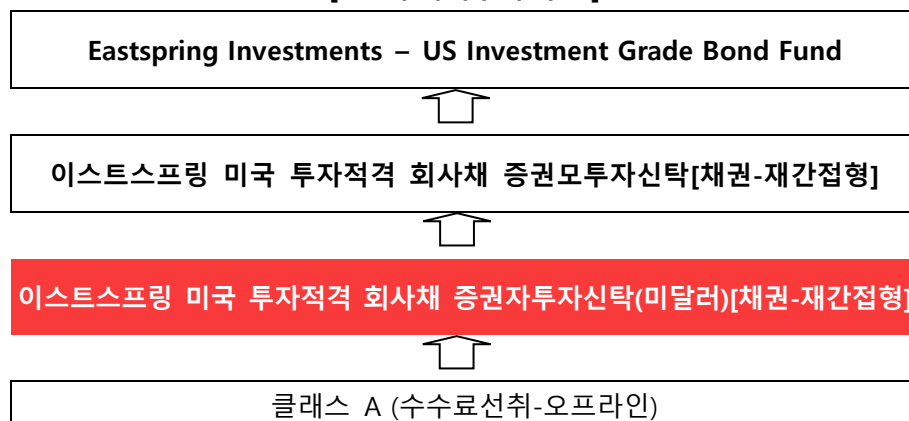 Eastspring Investments – US Investment Grade Bond Fund
이스트스프링 미국 투자적격 회사채 증권모투자신탁[채권-재간접형]
이스트스프링 미국 투자적격 회사채 증권자투자신탁(미달러)[채권-재간접형]
클래스 A (수수료선취-오프라인)